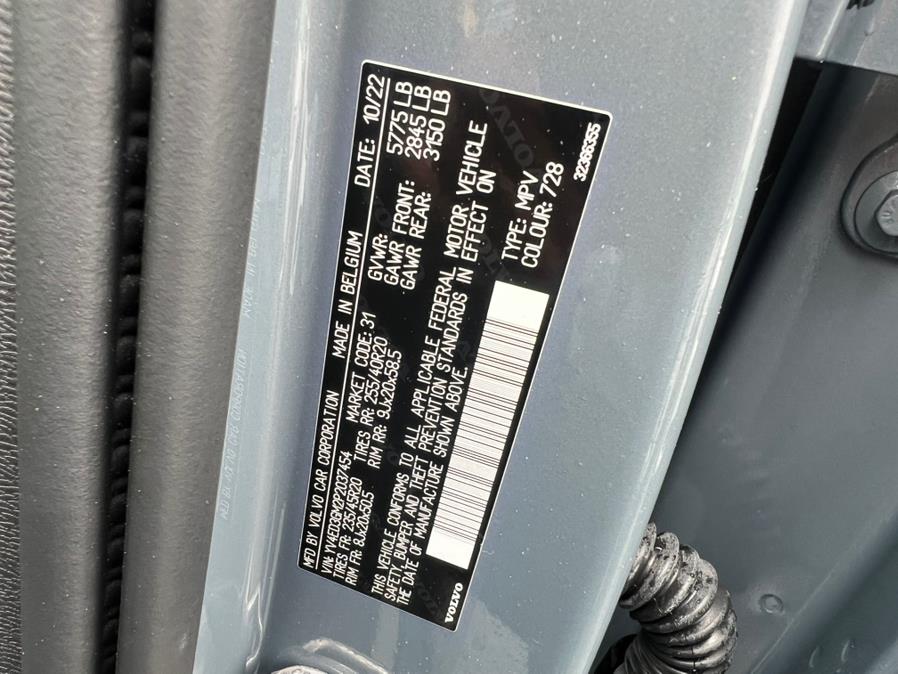 MFD BY VOLVO CAR CORPORATION MADE IN BELGIUM DATE: 10/22
VIN: YV4ED3GM2P2037454 MARKET CODE: 31 GVWR: 5775 LB
TIRES FR: 235/45R20 TIRES RR: 255/40R20 GAWR FRONT: 2845 LB
RIM FR: 8Jx20x50.5 RIM RR: 9Jx20x58.5 GAWR REAR: 3150 LB
THIS VEHICLE CONFORMS TO ALL APPLICABLE FEDERAL MOTOR VEHICLE
SAFETY, BUMPER AND THEFT PREVENTION STANDARDS IN EFFECT ON
THE DATE OF MANUFACTURE SHOWN ABOVE.
TYPE: MPV
COLOUR: 728
VOLVO
32366355